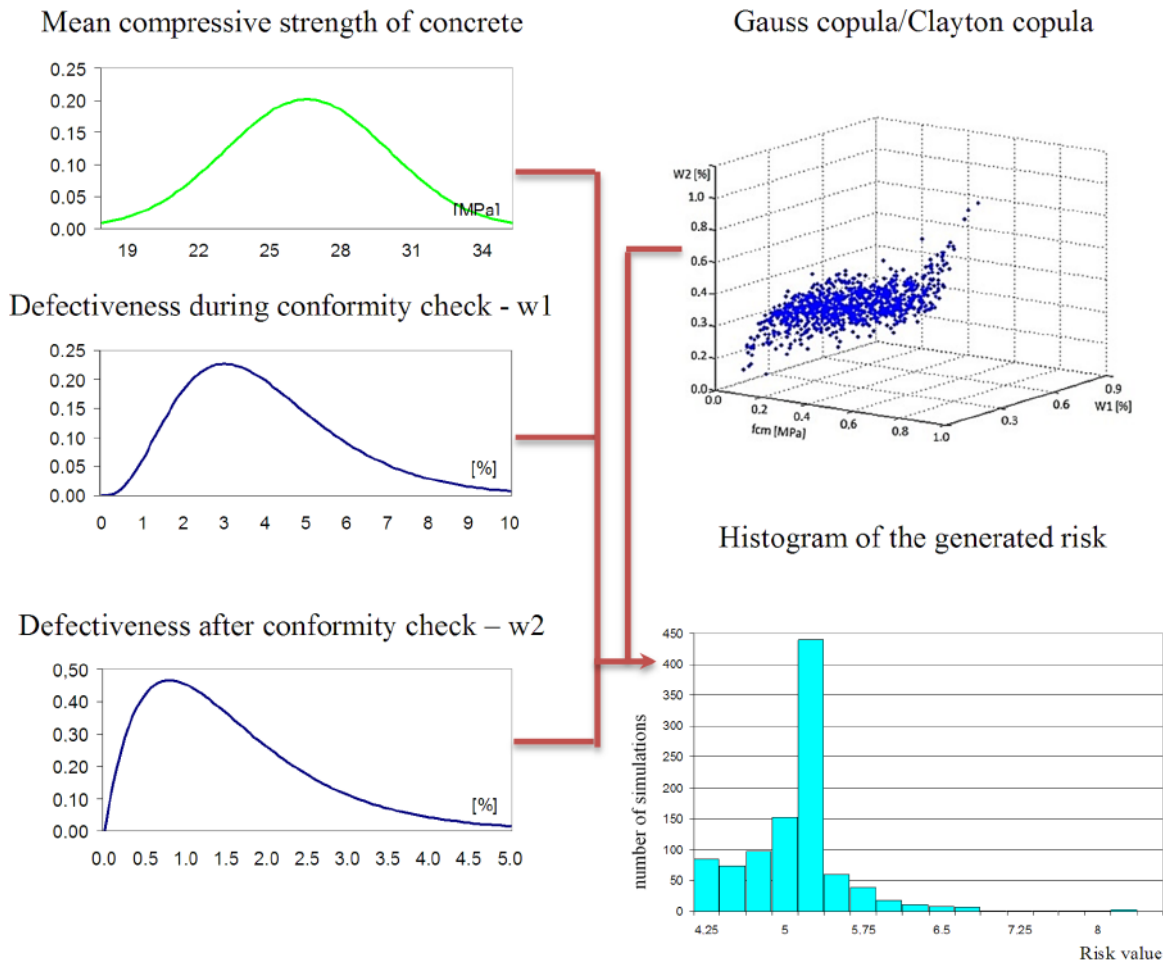 Mean compressive strength of concrete
0.25
0.20
0.15
0.10
0.05
0.00
[MPa]
19 22 25 28 31 34
Defectiveness during conformity check - w1
0.25
0.20
0.15
0.10
0.05
0.00
[%]
0 1 2 3 4 5 6 7 8 9 10
Defectiveness after conformity check – w2
0.50
0.40
0.30
0.20
0.10
0.00
[%]
0.0 0.5 1.0 1.5 2.0 2.5 3.0 3.5 4.0 4.5 5.0
Gauss copula/Clayton copula
W2 [%]
1.0
0.8
0.6
0.4
0.3
0.2
0.0
0.0 0.2 0.4 0.6 0.8 1.0
fcm [MPa]
0.3 0.6 0.9
W1 [%]
Histogram of the generated risk
number of simulations
450
400
350
300
250
200
150
100
50
0
4.25 5 5.75 6.5 7.25 8
Risk value